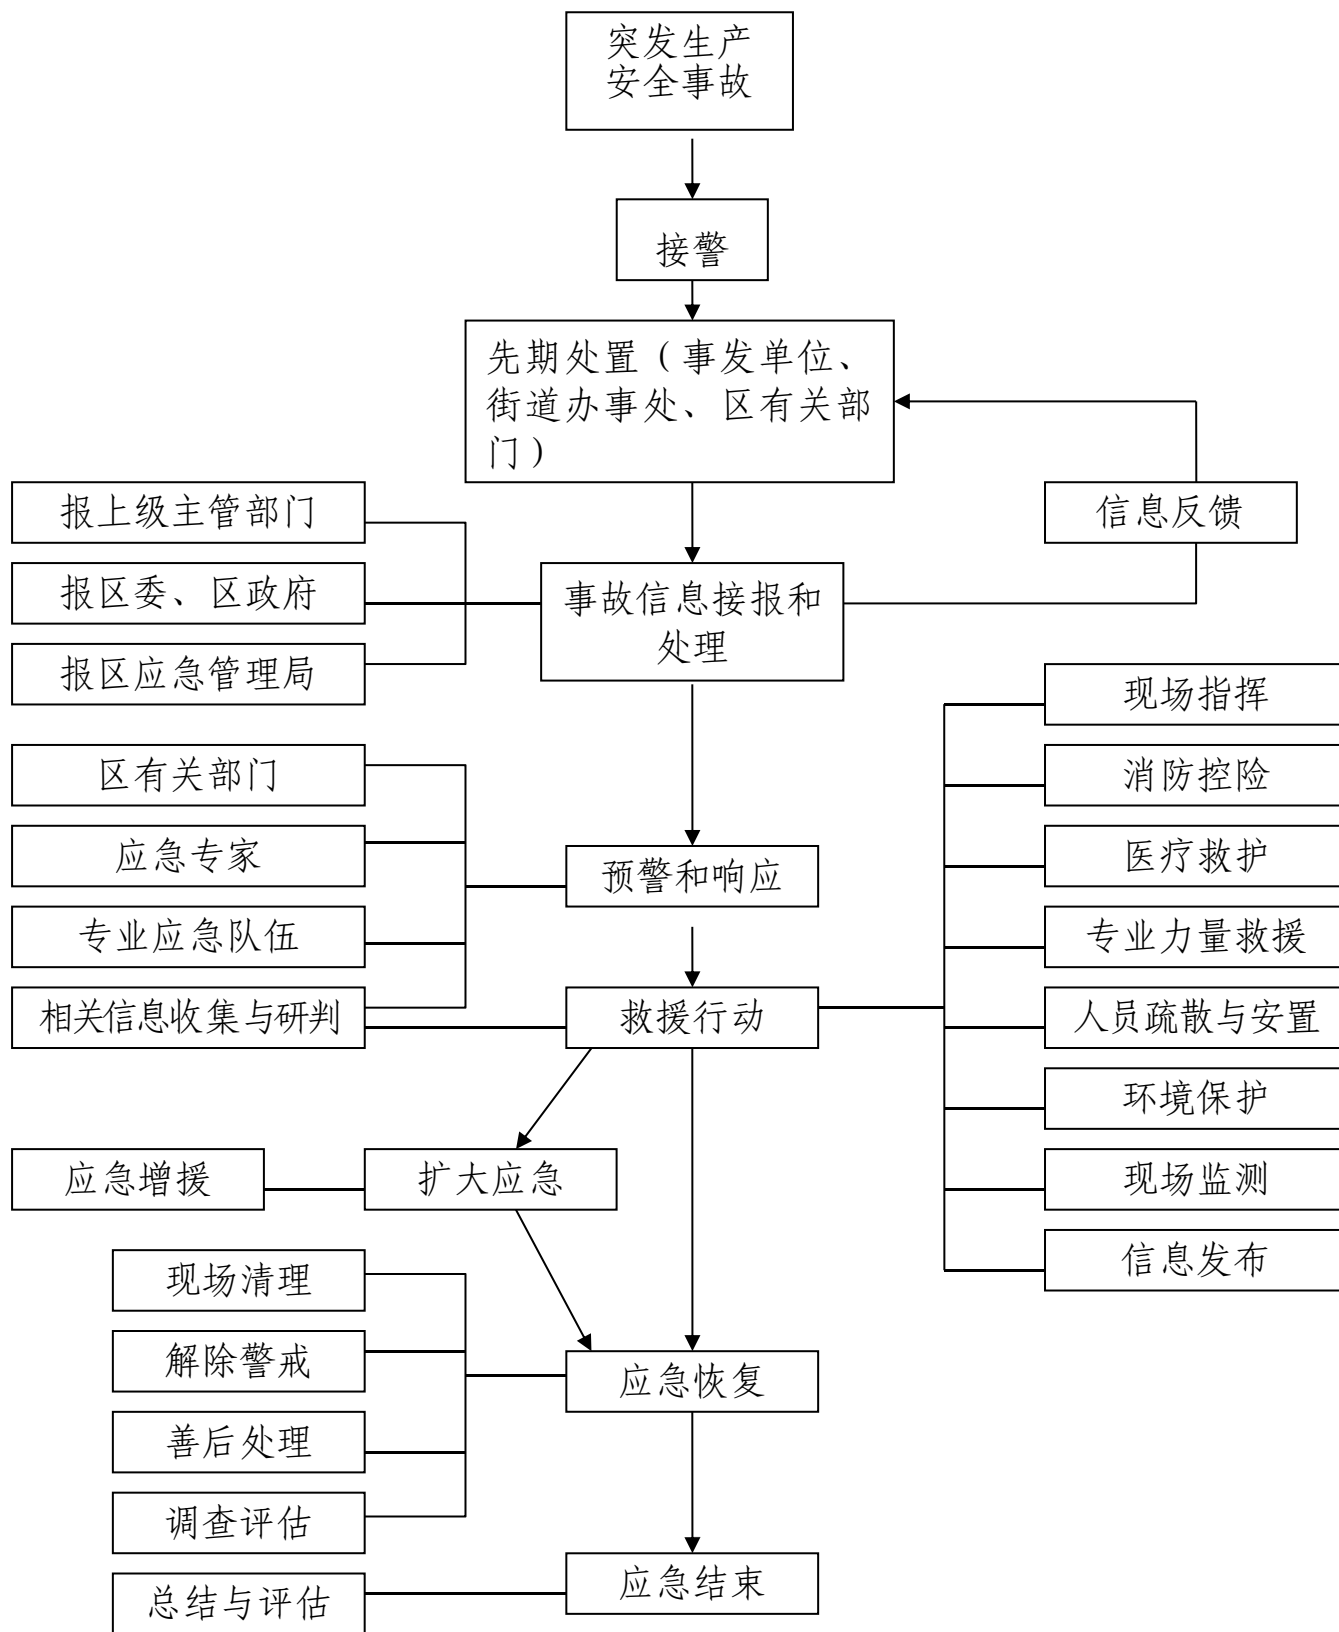 突发生产
安全事故
接警
先期处置（事发单位、
街道办事处、区有关部
门）
报上级主管部门
信息反馈
报区委、区政府
事故信息接报和
处理
报区应急管理局
现场指挥
区有关部门
消防控险
应急专家
预警和响应
医疗救护
专业应急队伍
专业力量救援
相关信息收集与研判
救援行动
人员疏散与安置
环境保护
应急增援
扩大应急
现场监测
现场清理
信息发布
解除警戒
应急恢复
善后处理
调查评估
应急结束
总结与评估